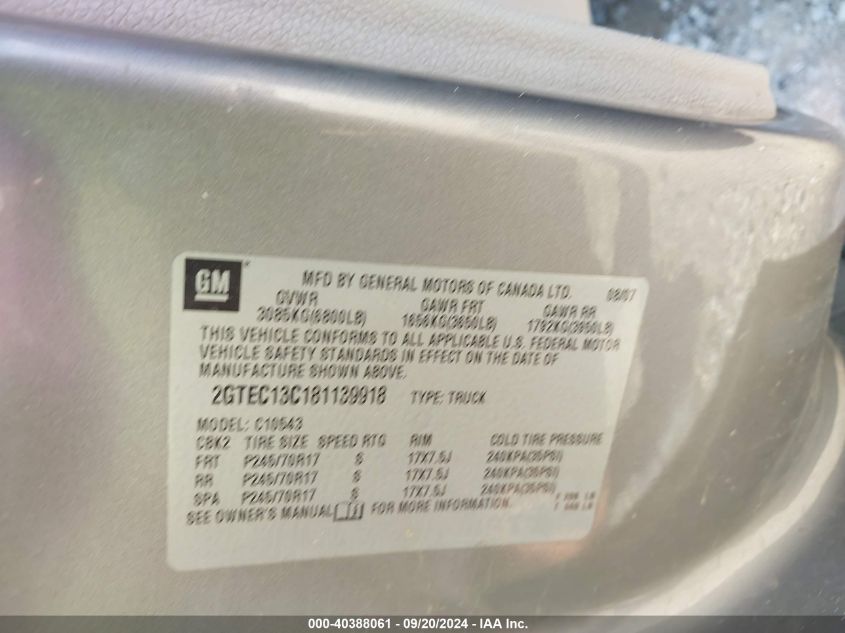 GM
MFD BY GENERAL MOTORS OF CANADA LTD. 08/07
GVWR GAWR FRT GAWR RR
3085KG(6800LB) 1656KG(3650LB) 1792KG(3950LB)
THIS VEHICLE CONFORMS TO ALL APPLICABLE U.S. FEDERAL MOTOR
VEHICLE SAFETY STANDARDS IN EFFECT ON THE DATE OF
MANUFACTURE SHOWN ABOVE.
2GTEC13C181139918 TYPE: TRUCK
MODEL: C10543
CBK2 TIRE SIZE SPEED RTG RIM COLD TIRE PRESSURE
FRT P245/70R17 S 17X7.5J 240KPA(35PSI)
RR P245/70R17 S 17X7.5J 240KPA(35PSI)
SPA P245/70R17 S 17X7.5J 240KPA(35PSI)
SEE OWNER'S MANUAL FOR MORE INFORMATION.
000-40388061 - 09/20/2024 - IAA Inc.